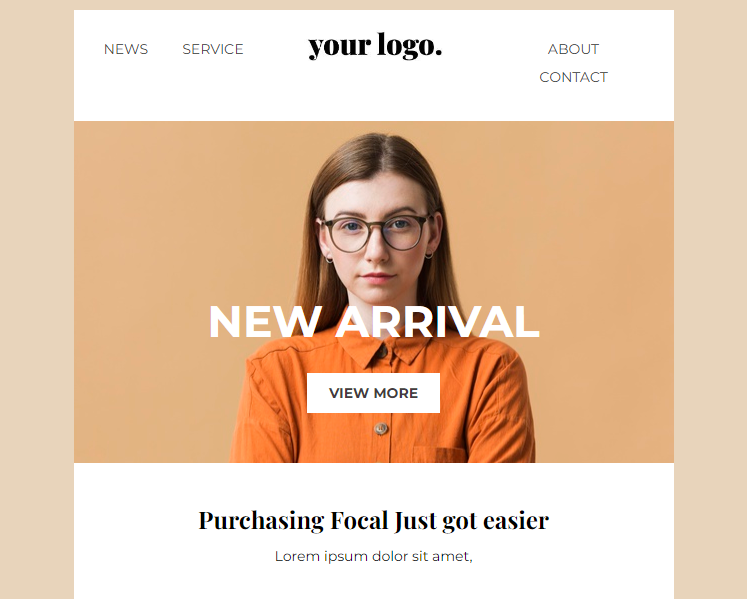 NEWS SERVICE your logo. ABOUT
CONTACT
NEW ARRIVAL
VIEW MORE
Purchasing Focal Just got easier
Lorem ipsum dolor sit amet,